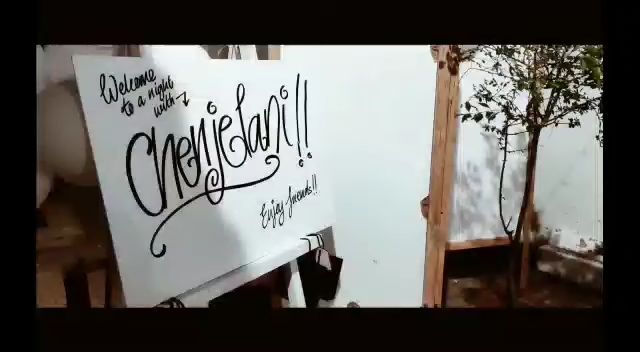 Welcome
to a night
with
Chenjelani!!
Enjoy friends!!